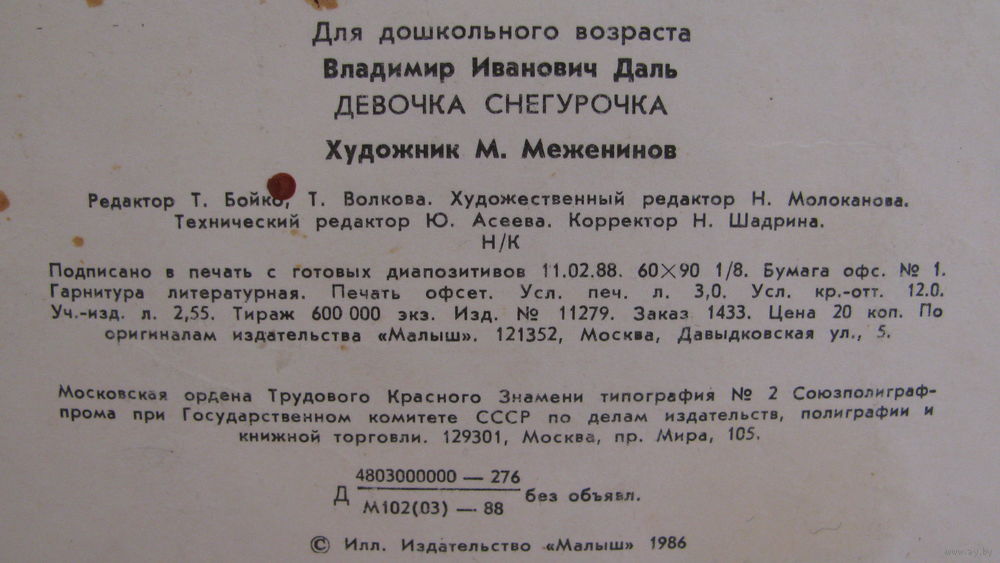 Для дошкольного возраста
Владимир Иванович Даль
ДЕВОЧКА СНЕГУРОЧКА
Художник М. Меженинов
Редактор Т. Бойко, Т. Волкова. Художественный редактор Н. Молоканова.
Технический редактор Ю. Асеева. Корректор Н. Шадрина.
Н/К
Подписано в печать с готовых диапозитивов 11.02.88. 60×90 1/8. Бумага офс. № 1.
Гарнитура литературная. Печать офсет. Усл. печ. л. 3,0. Усл. кр.-отт. 12.0.
Уч.-изд. л. 2,55. Тираж 600 000 экз. Изд. № 11279. Заказ 1433. Цена 20 коп. По
оригиналам издательства «Малыш». 121352, Москва, Давыдковская ул., 5.
Московская ордена Трудового Красного Знамени типография № 2 Союзполиграф-
прома при Государственном комитете СССР по делам издательств, полиграфии и
книжной торговли. 129301, Москва, пр. Мира, 105.
Д 4803000000 — 276
М102(03) — 88 без объявл.
© Илл. Издательство «Малыш» 1986
ay.by